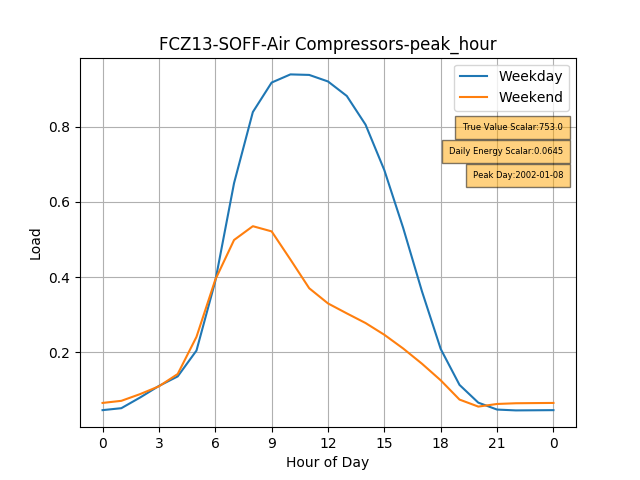 FCZ13-SOFF-Air Compressors-peak_hour
Weekday
Weekend
True Value Scalar:753.0
Daily Energy Scalar:0.0645
Peak Day:2002-01-08
0.8
0.6
0.4
0.2
Load
0 3 6 9 12 15 18 21 0
Hour of Day